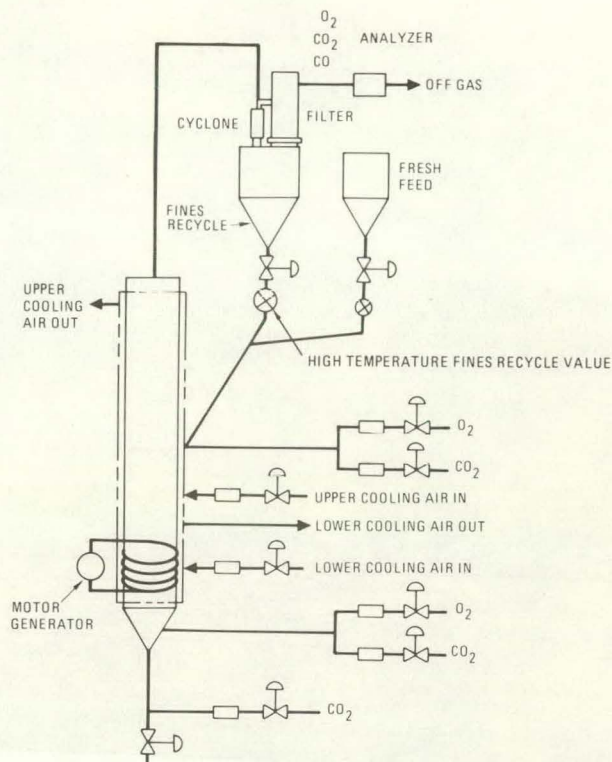 O2
CO2
CO
ANALYZER
OFF GAS
CYCLONE
FILTER
FRESH
FEED
FINES
RECYCLE
UPPER
COOLING
AIR OUT
HIGH TEMPERATURE FINES RECYCLE VALUE
O2
CO2
UPPER COOLING AIR IN
LOWER COOLING AIR OUT
LOWER COOLING AIR IN
MOTOR
GENERATOR
O2
CO2
CO2